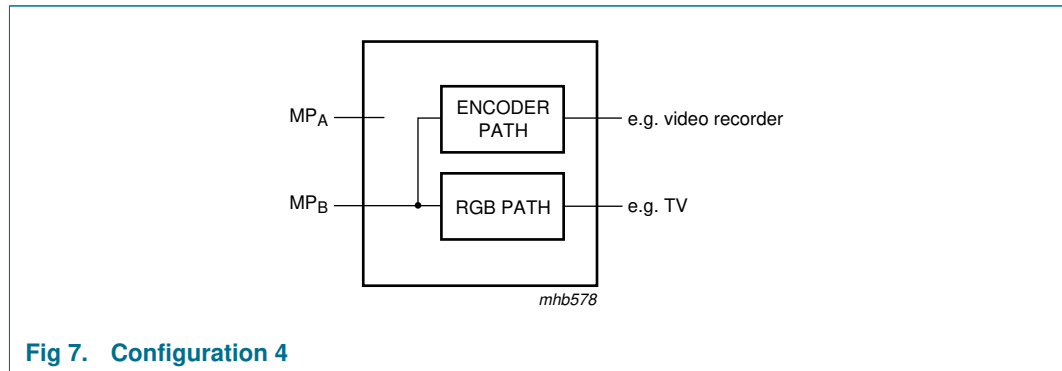 MPA
ENCODER
PATH
e.g. video recorder
MPB
RGB PATH
e.g. TV
mhb578
Fig 7. Configuration 4